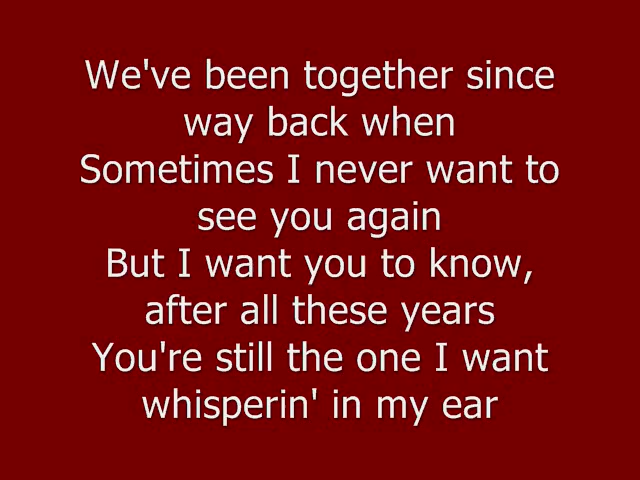 We've been together since
way back when
Sometimes I never want to
see you again
But I want you to know,
after all these years
You're still the one I want
whisperin' in my ear